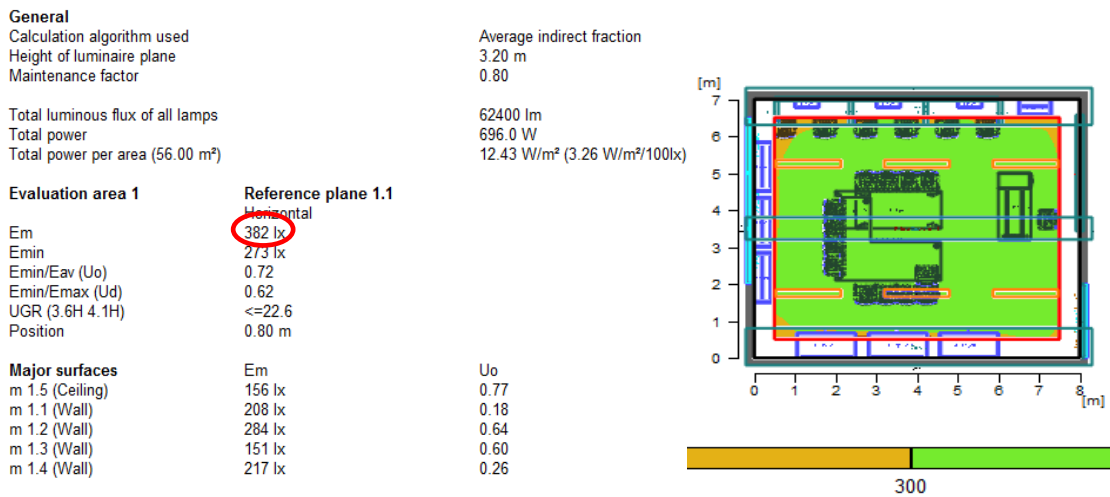 General
Calculation algorithm used Average indirect fraction
Height of luminaire plane 3.20 m
Maintenance factor 0.80
Total luminous flux of all lamps 62400 lm
Total power 696.0 W
Total power per area (56.00 m²) 12.43 W/m² (3.26 W/m²/100lx)
Evaluation area 1 Reference plane 1.1
Horizontal
Em 382 lx
Emin 273 lx
Emin/Eav (Uo) 0.72
Emin/Emax (Ud) 0.62
UGR (3.6H 4.1H) <=22.6
Position 0.80 m
Major surfaces Em Uo
m 1.5 (Ceiling) 156 lx 0.77
m 1.1 (Wall) 208 lx 0.18
m 1.2 (Wall) 284 lx 0.64
m 1.3 (Wall) 151 lx 0.60
m 1.4 (Wall) 217 lx 0.26
[m]
7
6
5
4
3
2
1
0
0 1 2 3 4 5 6 7 8
[m]
300